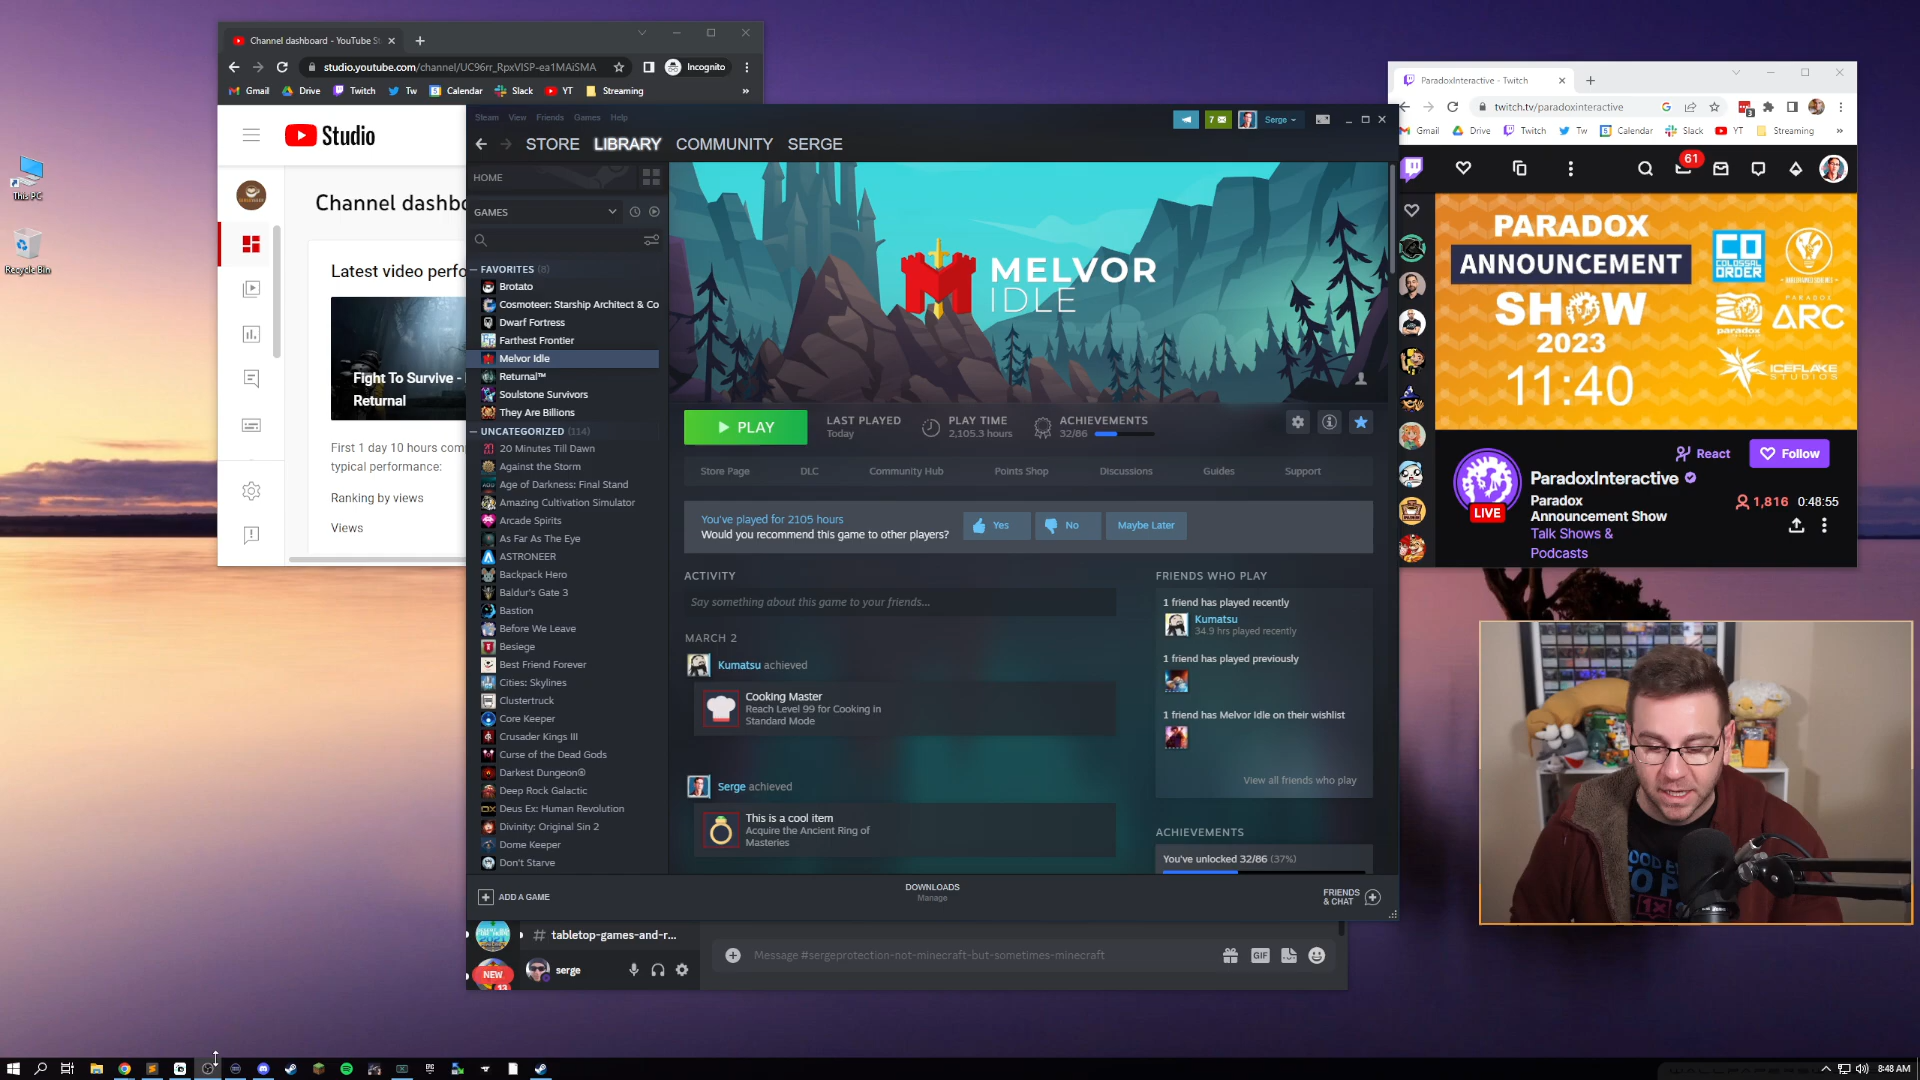 This PC
Recycle Bin
Channel dashboard - YouTube St
studio.youtube.com/channel/UC96rr_RpxVISP-ea1MAiSMA
Incognito
Gmail
Drive
Twitch
Tw
Calendar
Slack
YT
Streaming
»
Studio
Channel dashbo
Latest video perfo
Fight To Survive -
Returnal
First 1 day 10 hours com
typical performance:
Ranking by views
Views
Steam View Friends Games Help
7
Serge
STORE LIBRARY COMMUNITY SERGE
HOME
GAMES
FAVORITES (8)
Brotato
Cosmoteer: Starship Architect & Co
Dwarf Fortress
Farthest Frontier
Melvor Idle
Returnal™
Soulstone Survivors
They Are Billions
UNCATEGORIZED (114)
20 Minutes Till Dawn
Against the Storm
Age of Darkness: Final Stand
Amazing Cultivation Simulator
Arcade Spirits
As Far As The Eye
ASTRONEER
Backpack Hero
Baldur's Gate 3
Bastion
Before We Leave
Besiege
Best Friend Forever
Cities: Skylines
Clustertruck
Core Keeper
Crusader Kings III
Curse of the Dead Gods
Darkest Dungeon®
Deep Rock Galactic
Deus Ex: Human Revolution
Divinity: Original Sin 2
Dome Keeper
Don't Starve
MELVOR
IDLE
PLAY
LAST PLAYED
Today
PLAY TIME
2,105.3 hours
ACHIEVEMENTS
32/86
Store Page DLC Community Hub Points Shop Discussions Guides Support
You've played for 2105 hours
Would you recommend this game to other players?
Yes
No
Maybe Later
ACTIVITY
Say something about this game to your friends...
MARCH 2
Kumatsu achieved
Cooking Master
Reach Level 99 for Cooking in
Standard Mode
Serge achieved
This is a cool item
Acquire the Ancient Ring of
Masteries
FRIENDS WHO PLAY
1 friend has played recently
Kumatsu
34.9 hrs played recently
1 friend has played previously
1 friend has Melvor Idle on their wishlist
View all friends who play
ACHIEVEMENTS
You've unlocked 32/86 (37%)
ADD A GAME
DOWNLOADS
Manage
FRIENDS
& CHAT
# tabletop-games-and-r...
NEW
13
serge
Message #sergeprotection-not-minecraft-but-sometimes-minecraft
GIF
ParadoxInteractive - Twitch
twitch.tv/paradoxinteractive
3
Gmail
Drive
Twitch
Tw
Calendar
Slack
YT
Streaming
»
61
PARADOX
ANNOUNCEMENT
SHOW
2023
11:40
CO
COLOSSAL
ORDER
PARADOX
ARC
ICEFLAKE
STUDIOS
React
Follow
LIVE
ParadoxInteractive
Paradox
Announcement Show
Talk Shows &
Podcasts
1,816
0:48:55
8:48 AM